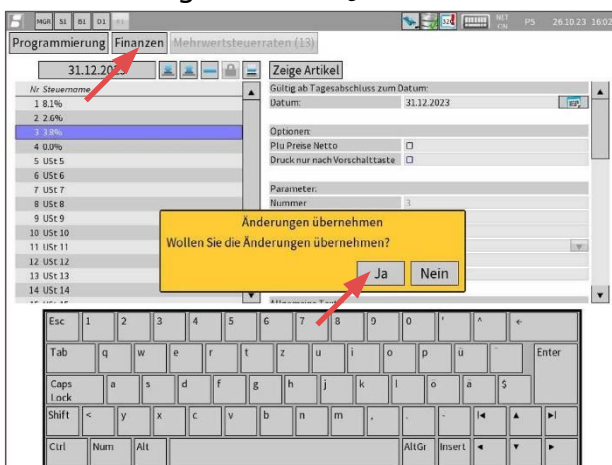 MGR S1 B1 D1 K1 NET FIN P5 26.10.23 1602
Programmierung Finanzen Mehrwertsteuerraten (13)
31.12.2023 Zeige Artikel
Nr Steuername Gültig ab Tagesabschluss zum Datum:
1 8.1% Datum: 31.12.2023
2 2.6%
3 3.8% Optionen:
4 0.0% Plu Preise Netto
5 USt 5 Druck nur nach Vorschalttaste
6 USt 6
7 USt 7 Parameter:
8 USt 8 Nummer 3
9 USt 9
10 USt 10
11 USt 11
12 USt 12
13 USt 13
14 USt 14
Änderungen übernehmen
Wollen Sie die Änderungen übernehmen?
Ja Nein
Esc 1 2 3 4 5 6 7 8 9 0 ' ^ ←
Tab q w e r t z u i o p ü ¨ Enter
Caps Lock a s d f g h j k l ö ä $
Shift < y x c v b n m , . -
Ctrl Num Alt AltGr Insert